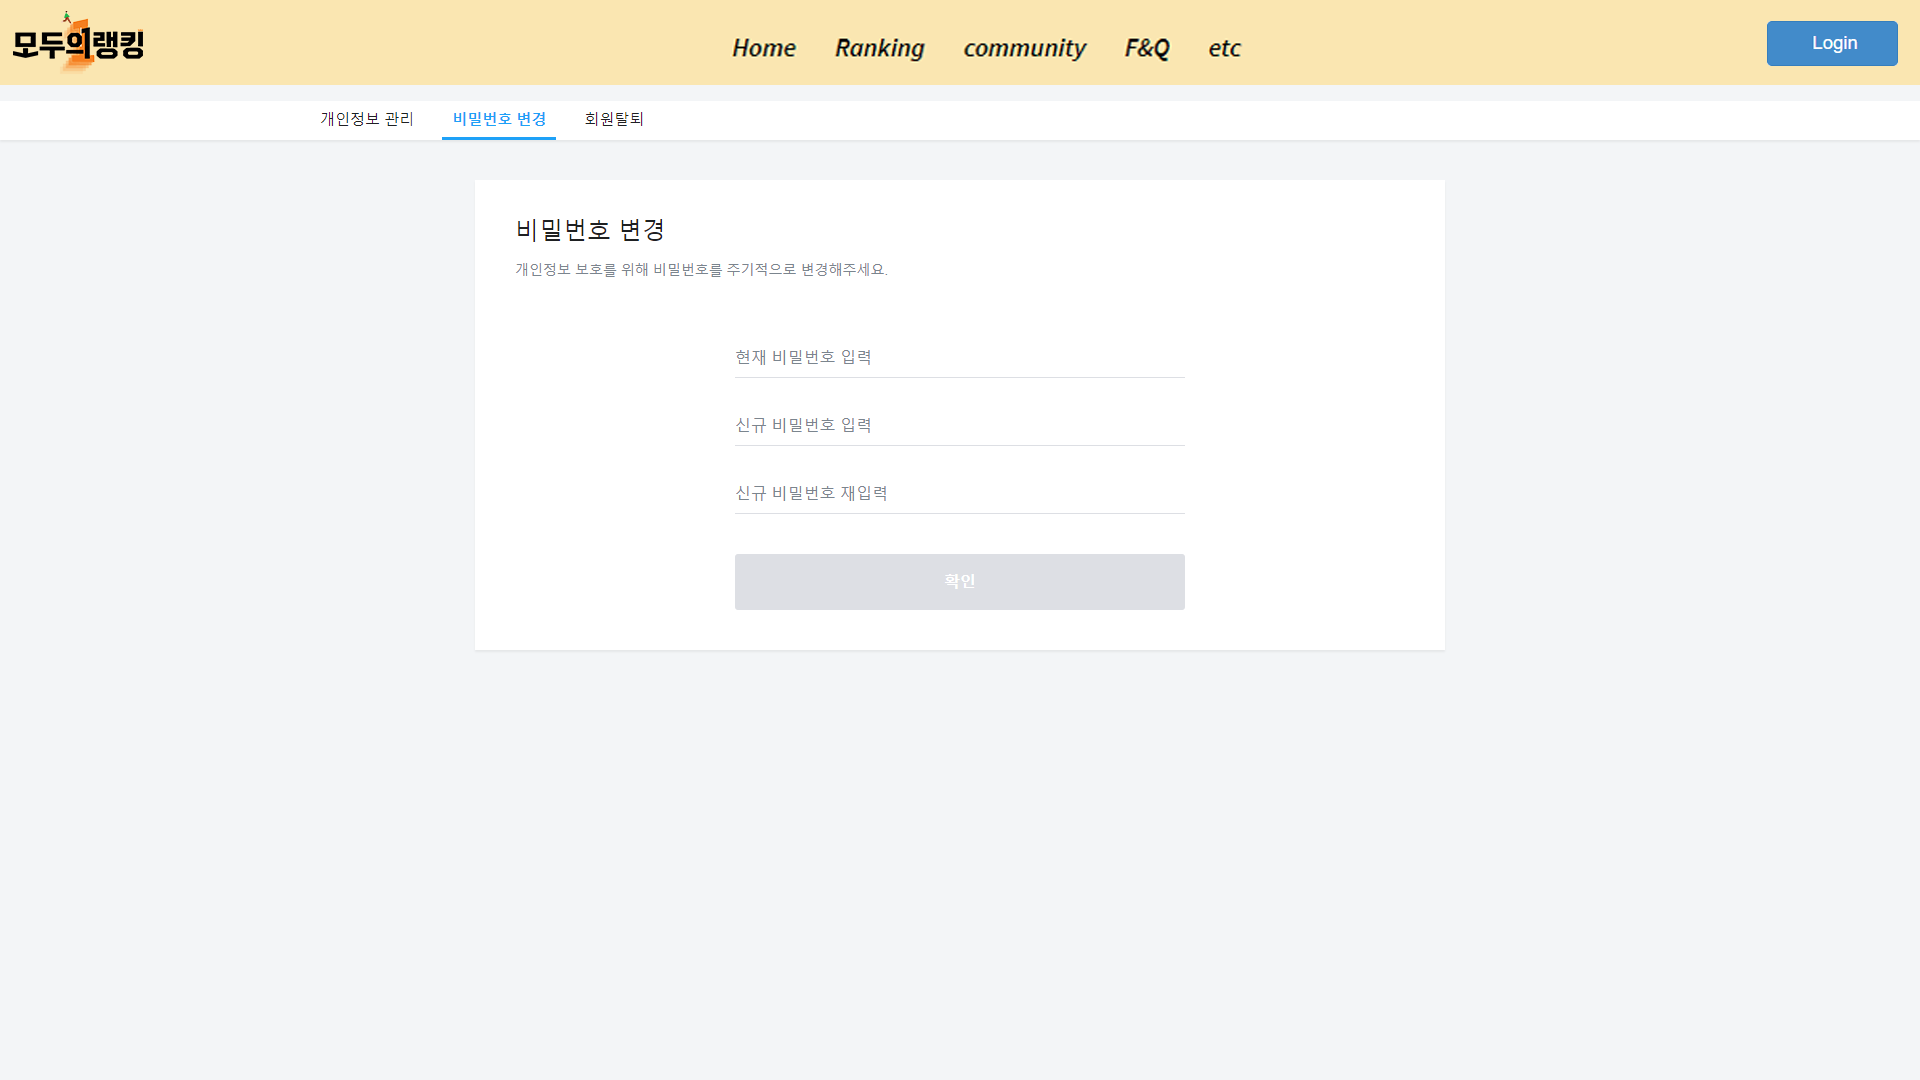 모두의랭킹
Home Ranking community F&Q etc
Login
개인정보 관리 비밀번호 변경 회원탈퇴
비밀번호 변경
개인정보 보호를 위해 비밀번호를 주기적으로 변경해주세요.
현재 비밀번호 입력
신규 비밀번호 입력
신규 비밀번호 재입력
확인